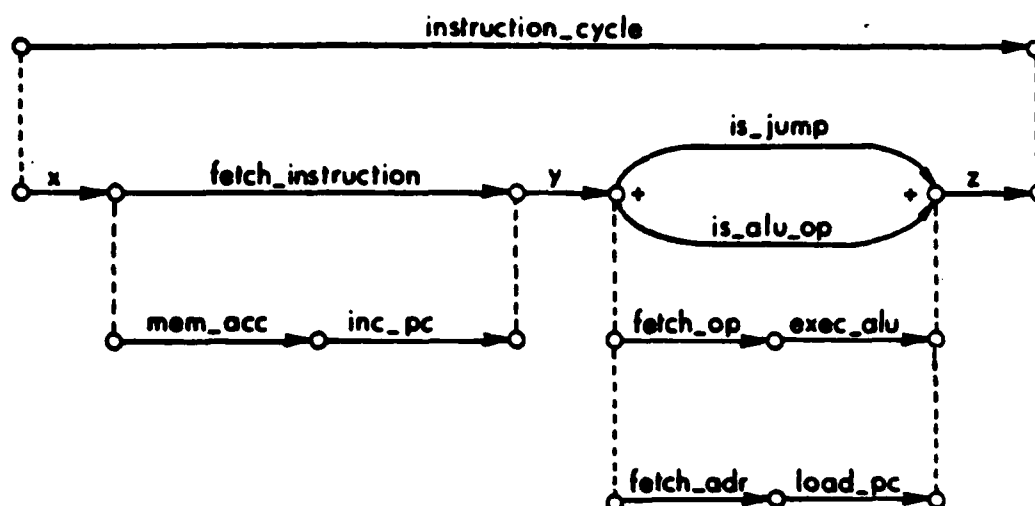 instruction_cycle
is_jump
x fetch_instruction y + + z
is_alu_op
mem_acc inc_pc fetch_op exec_alu
fetch_adr load_pc